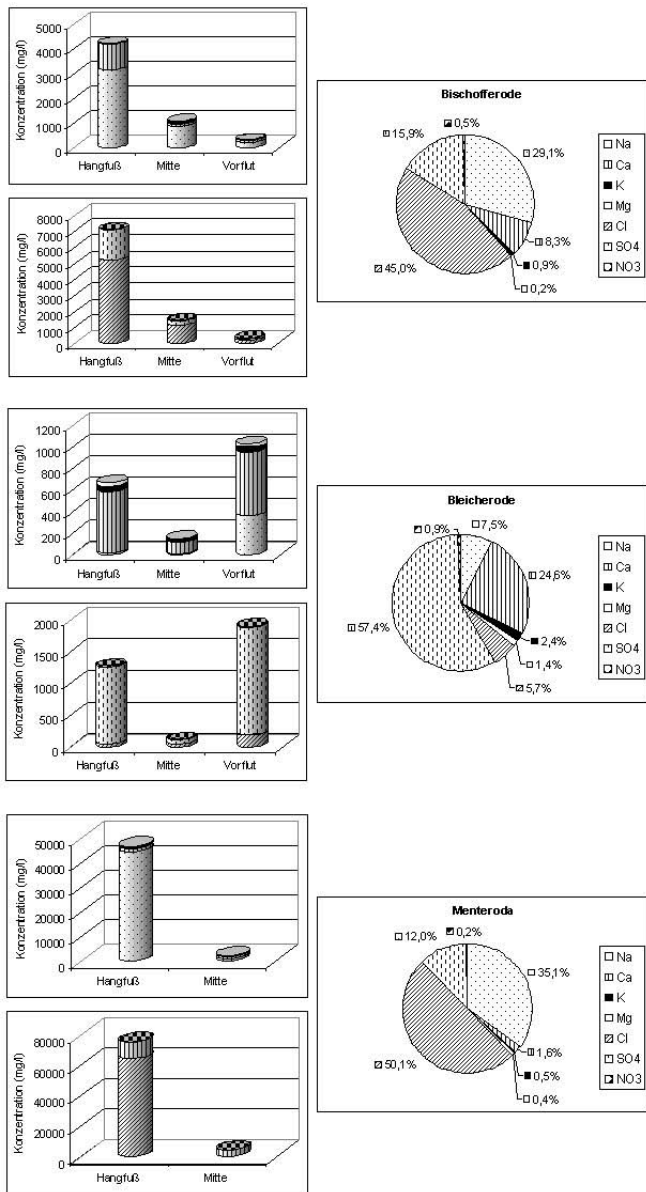 Konzentration (mg/l)
5000
4000
3000
2000
1000
0
Hangfuß Mitte Vorflut
Konzentration (mg/l)
8000
7000
6000
5000
4000
3000
2000
1000
0
Hangfuß Mitte Vorflut
Bischofferode
0,5%
15,9%
29,1%
8,3%
0,9%
0,2%
45,0%
Na
Ca
K
Mg
Cl
SO4
NO3
Konzentration (mg/l)
1200
1000
800
600
400
200
0
Hangfuß Mitte Vorflut
Konzentration (mg/l)
2000
1500
1000
500
0
Hangfuß Mitte Vorflut
Bleicherode
0,9%
7,5%
24,6%
57,4%
2,4%
1,4%
5,7%
Na
Ca
K
Mg
Cl
SO4
NO3
Konzentration (mg/l)
50000
40000
30000
20000
10000
0
Hangfuß Mitte
Konzentration (mg/l)
80000
60000
40000
20000
0
Hangfuß Mitte
Menteroda
0,2%
12,0%
35,1%
1,6%
50,1%
0,5%
0,4%
Na
Ca
K
Mg
Cl
SO4
NO3